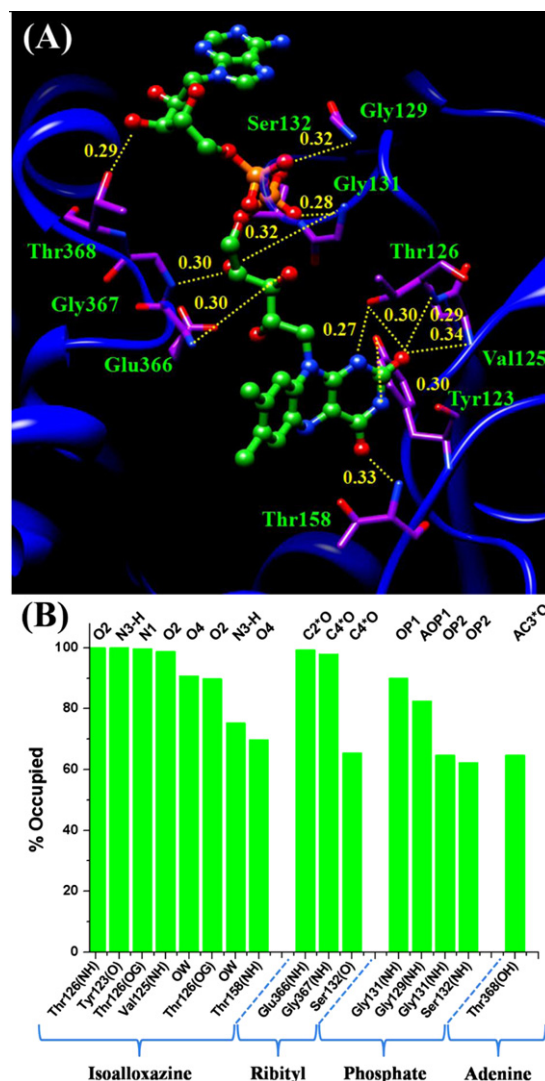 (A)
Ser132
Gly129
0.32
0.29
Gly131
0.28
0.32
Thr368
Thr126
0.30
Gly367
0.30
0.30
0.29
0.27
0.34
Glu366
Val125
0.30
Tyr123
0.33
Thr158
(B)
O2 N3-H N1 O2 O4 O2 N3-H O4 C2*O C4*O C4*O OP1 AOP1 OP2 OP2 AC3*O
100
80
60
40
20
0
% Occupied
Thr126(NH) Tyr123(O) Thr126(OG) Val125(NH) OW Thr126(OG) OW Thr158(NH) Glu366(NH) Gly367(NH) Ser132(O) Gly131(NH) Gly129(NH) Gly131(NH) Ser132(NH) Thr368(OH)
Isoalloxazine Ribityl Phosphate Adenine